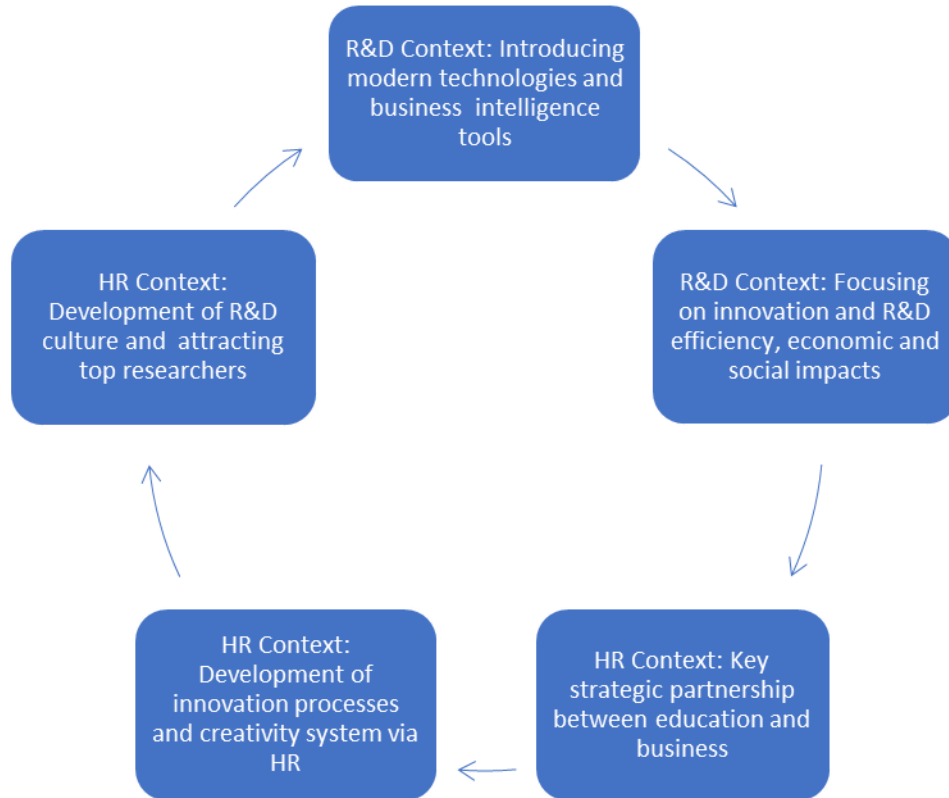 R&D Context: Introducing
modern technologies and
business intelligence
tools
R&D Context: Focusing
on innovation and R&D
efficiency, economic and
social impacts
HR Context: Key
strategic partnership
between education and
business
HR Context:
Development of
innovation processes
and creativity system via
HR
HR Context:
Development of R&D
culture and attracting
top researchers